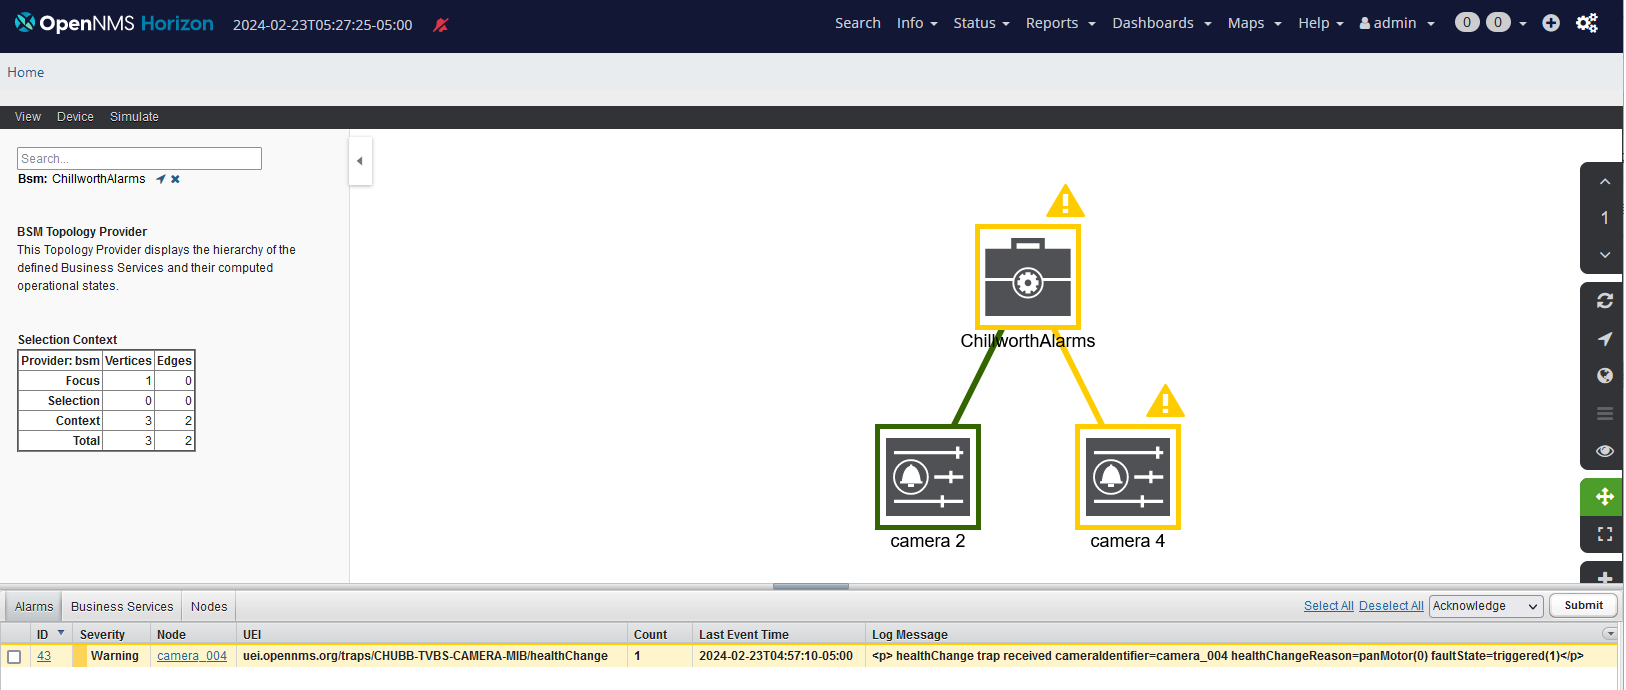 OpenNMS Horizon 2024-02-23T05:27:25-05:00 Search Info Status Reports Dashboards Maps Help admin 0 0
Home
View Device Simulate
Search...
Bsm: ChillworthAlarms
BSM Topology Provider
This Topology Provider displays the hierarchy of the
defined Business Services and their computed
operational states.
Selection Context
Provider: bsm Vertices Edges
Focus 1 0
Selection 0 0
Context 3 2
Total 3 2
1
ChillworthAlarms
camera 2
camera 4
Alarms Business Services Nodes Select All Deselect All Acknowledge Submit
ID Severity Node UEI Count Last Event Time Log Message
43 Warning camera_004 uei.opennms.org/traps/CHUBB-TVBS-CAMERA-MIB/healthChange 1 2024-02-23T04:57:10-05:00 <p> healthChange trap received cameraIdentifier=camera_004 healthChangeReason=panMotor(0) faultState=triggered(1)</p>